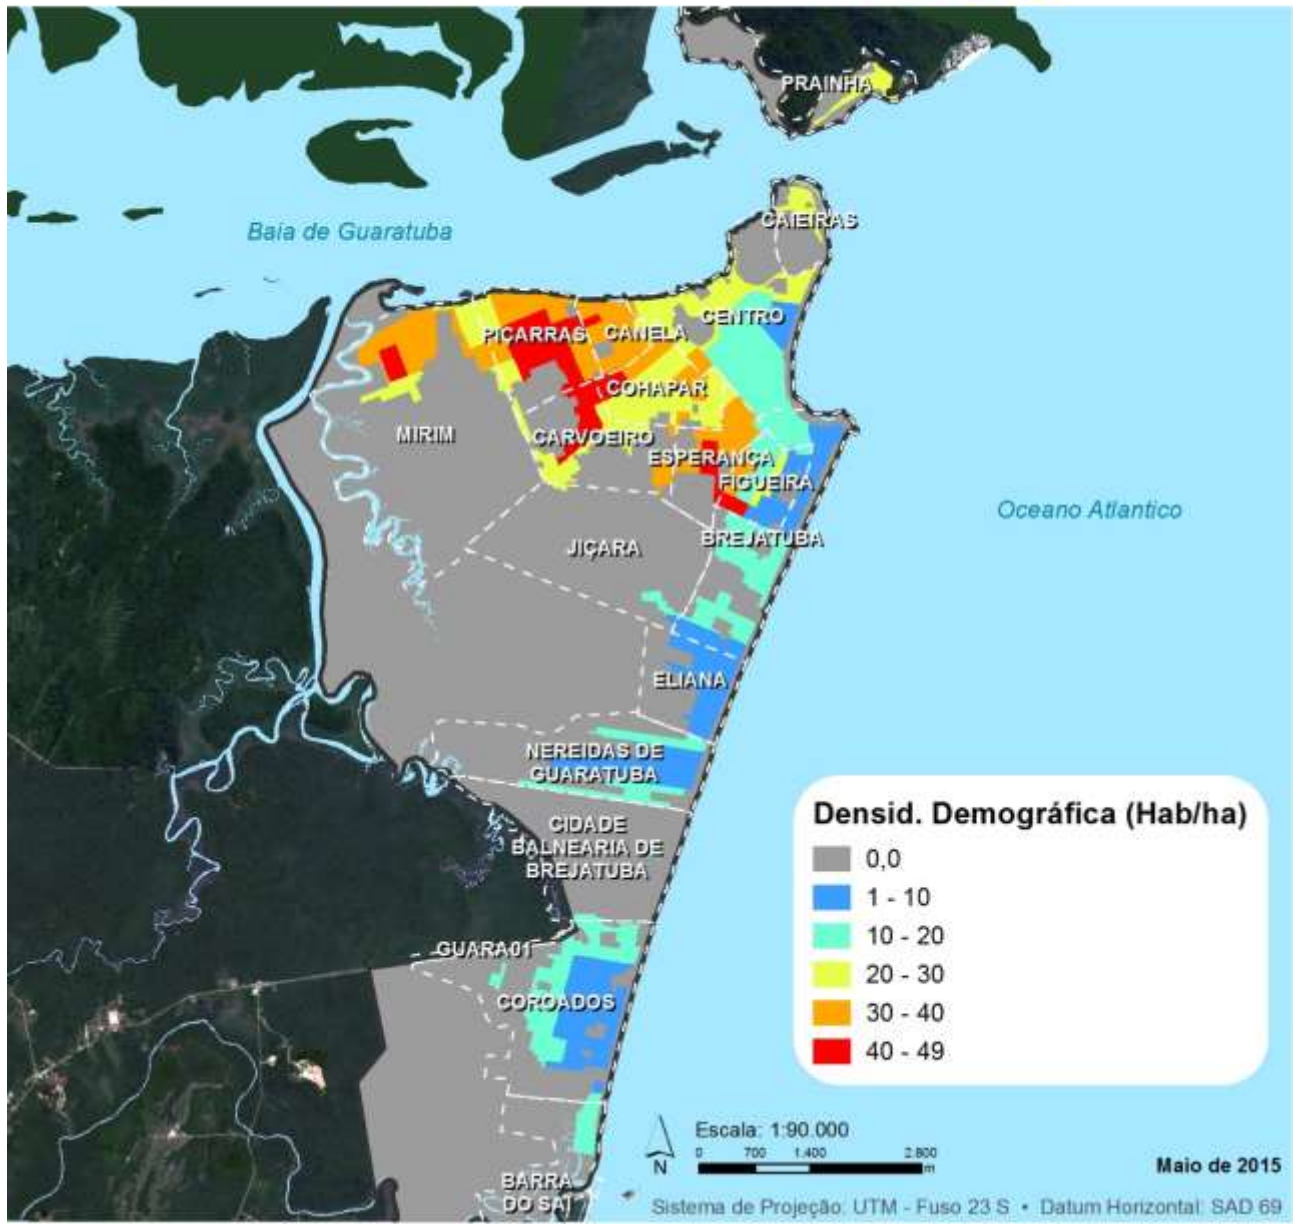 PRAINHA
CAIEIRAS
Baia de Guaratuba
CENTRO
PICARRAS
CANELA
COHAPAR
MIRIM
CARVOEIRO
ESPERANÇA
FIGUEIRA
Oceano Atlantico
BREJATUBA
JIÇARA
ELIANA
NEREIDAS DE
GUARATUBA
CIDADE
BALNEARIA DE
BREJATUBA
GUARA01
COROADOS
BARRA
DO SAÍ
Densid. Demográfica (Hab/ha)
0,0
1 - 10
10 - 20
20 - 30
30 - 40
40 - 49
Escala: 1:90.000
0 700 1.400 2.800
m
N
Maio de 2015
Sistema de Projeção: UTM - Fuso 23 S • Datum Horizontal: SAD 69